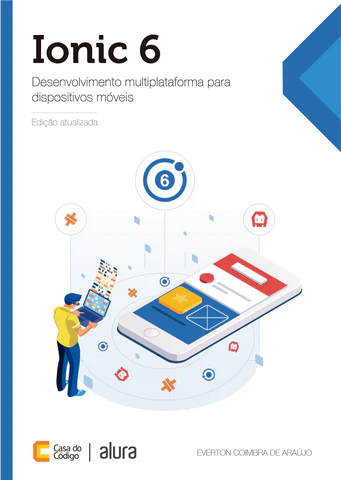 Ionic 6
Desenvolvimento multiplataforma para
dispositivos móveis
Edição atualizada
6
Casa do
Código
alura
EVERTON COIMBRA DE ARAÚJO